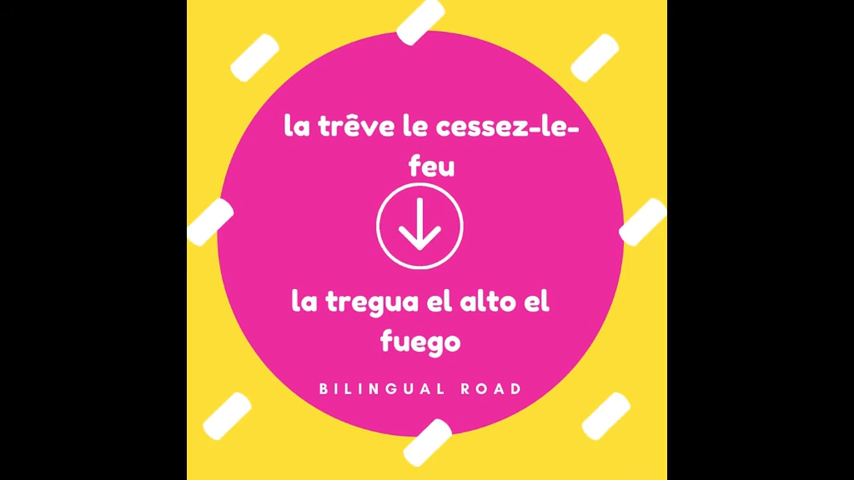 la trêve le cessez-le-
feu
la tregua el alto el
fuego
BILINGUAL ROAD